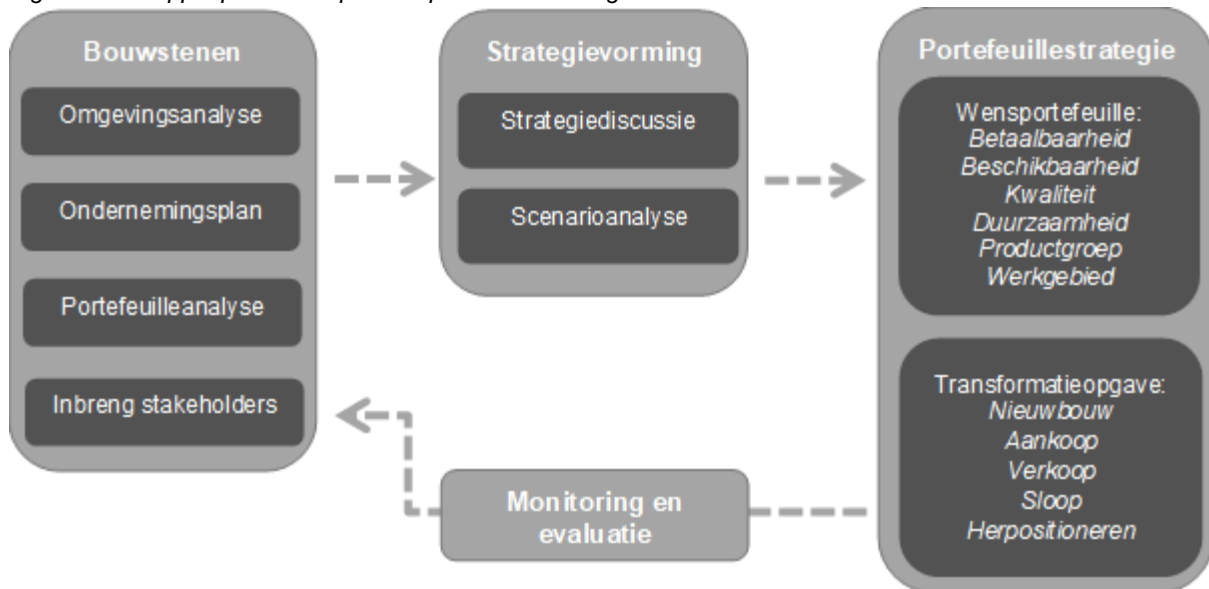 Bouwstenen
Omgevingsanalyse
Ondernemingsplan
Portefeuilleanalyse
Inbreng stakeholders
Strategievorming
Strategiediscussie
Scenarioanalyse
Portefeuillestrategie
Wensportefeuille:
Betaalbaarheid
Beschikbaarheid
Kwaliteit
Duurzaamheid
Productgroep
Werkgebied
Transformatieopgave:
Nieuwbouw
Aankoop
Verkoop
Sloop
Herpositioneren
Monitoring en
evaluatie